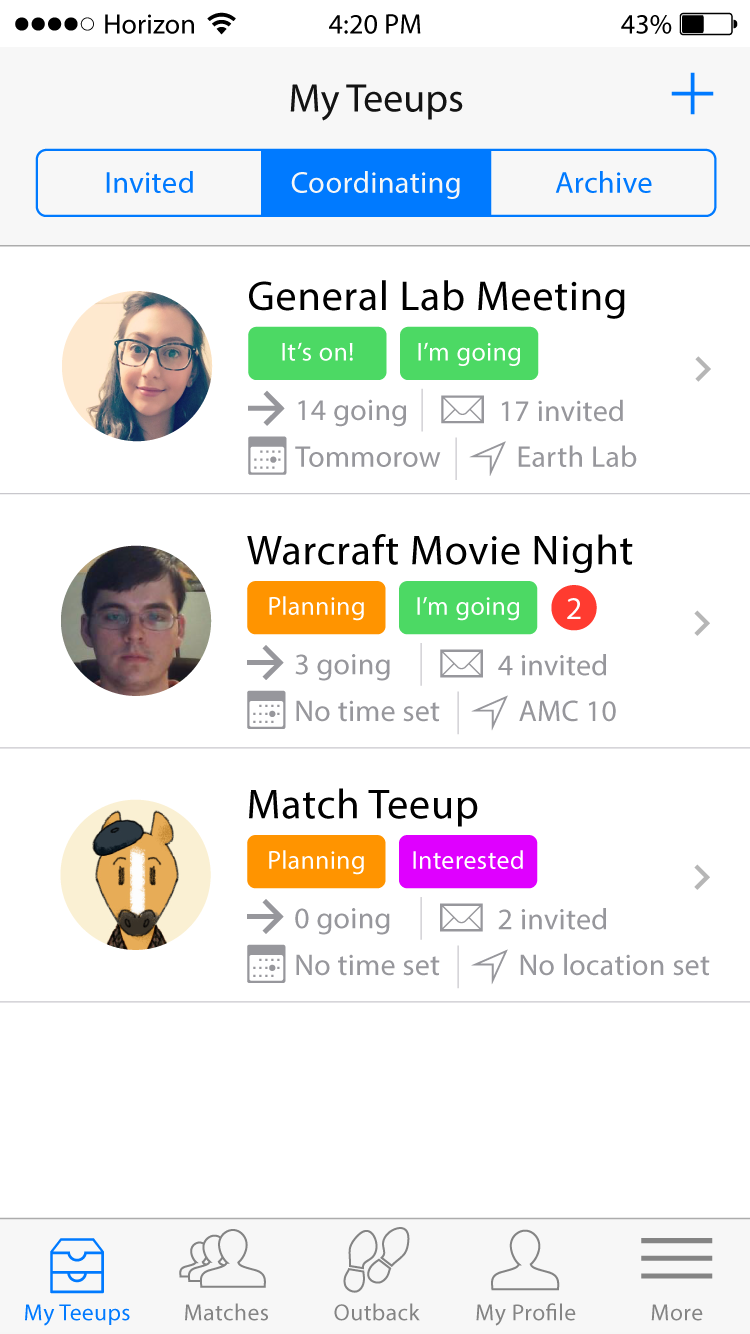 Horizon 4:20 PM 43%
My Teeups
Invited Coordinating Archive
General Lab Meeting
It's on! I'm going
14 going 17 invited
Tommorow Earth Lab
Warcraft Movie Night
Planning I'm going 2
3 going 4 invited
No time set AMC 10
Match Teeup
Planning Interested
0 going 2 invited
No time set No location set
My Teeups Matches Outback My Profile More